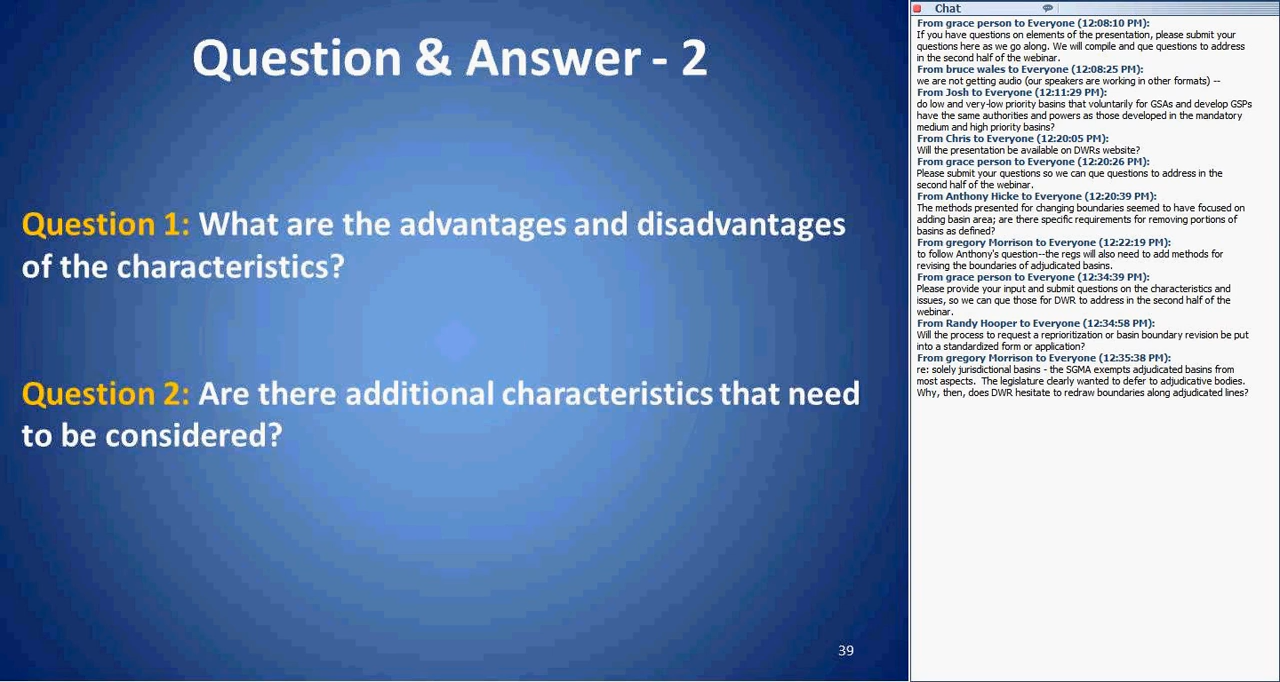 Question & Answer - 2
Question 1: What are the advantages and disadvantages
of the characteristics?
Question 2: Are there additional characteristics that need
to be considered?
39
Chat
From grace person to Everyone (12:08:10 PM):
If you have questions on elements of the presentation, please submit your
questions here as we go along. We will compile and que questions to address
in the second half of the webinar.
From bruce wales to Everyone (12:08:25 PM):
we are not getting audio (our speakers are working in other formats) --
From Josh to Everyone (12:11:29 PM):
do low and very-low priority basins that voluntarily for GSAs and develop GSPs
have the same authorities and powers as those developed in the mandatory
medium and high priority basins?
From Chris to Everyone (12:20:05 PM):
Will the presentation be available on DWRs website?
From grace person to Everyone (12:20:26 PM):
Please submit your questions so we can que questions to address in the
second half of the webinar.
From Anthony Hicke to Everyone (12:20:39 PM):
The methods presented for changing boundaries seemed to have focused on
adding basin area; are there specific requirements for removing portions of
basins as defined?
From gregory Morrison to Everyone (12:22:19 PM):
to follow Anthony's question--the regs will also need to add methods for
revising the boundaries of adjudicated basins.
From grace person to Everyone (12:34:39 PM):
Please provide your input and submit questions on the characteristics and
issues, so we can que those for DWR to address in the second half of the
webinar.
From Randy Hooper to Everyone (12:34:58 PM):
Will the process to request a reprioritization or basin boundary revision be put
into a standardized form or application?
From gregory Morrison to Everyone (12:35:38 PM):
re: solely jurisdictional basins - the SGMA exempts adjudicated basins from
most aspects.  The legislature clearly wanted to defer to adjudicative bodies.
Why, then, does DWR hesitate to redraw boundaries along adjudicated lines?